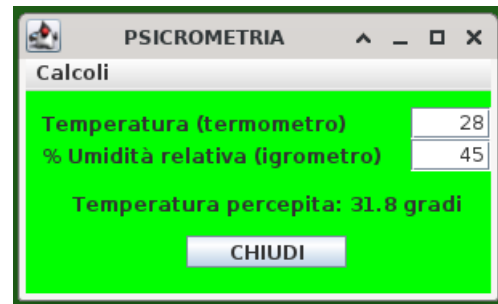 PSICROMETRIA
Calcoli
Temperatura (termometro) 28
% Umidità relativa (igrometro) 45
Temperatura percepita: 31.8 gradi
CHIUDI